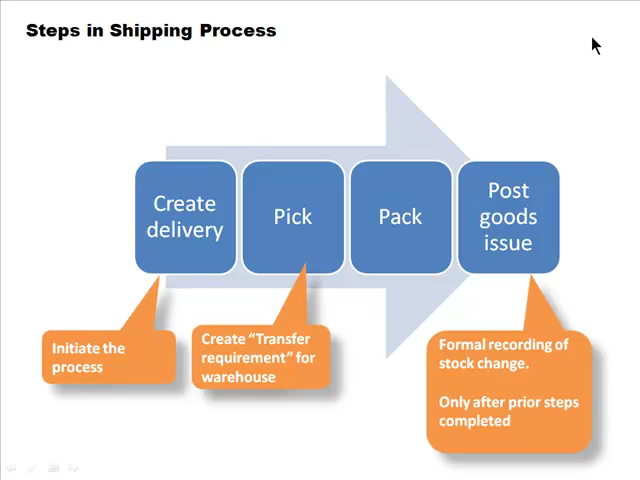 Steps in Shipping Process
Create
delivery
Pick
Pack
Post
goods
issue
Initiate the
process
Create “Transfer
requirement” for
warehouse
Formal recording of
stock change.
Only after prior steps
completed